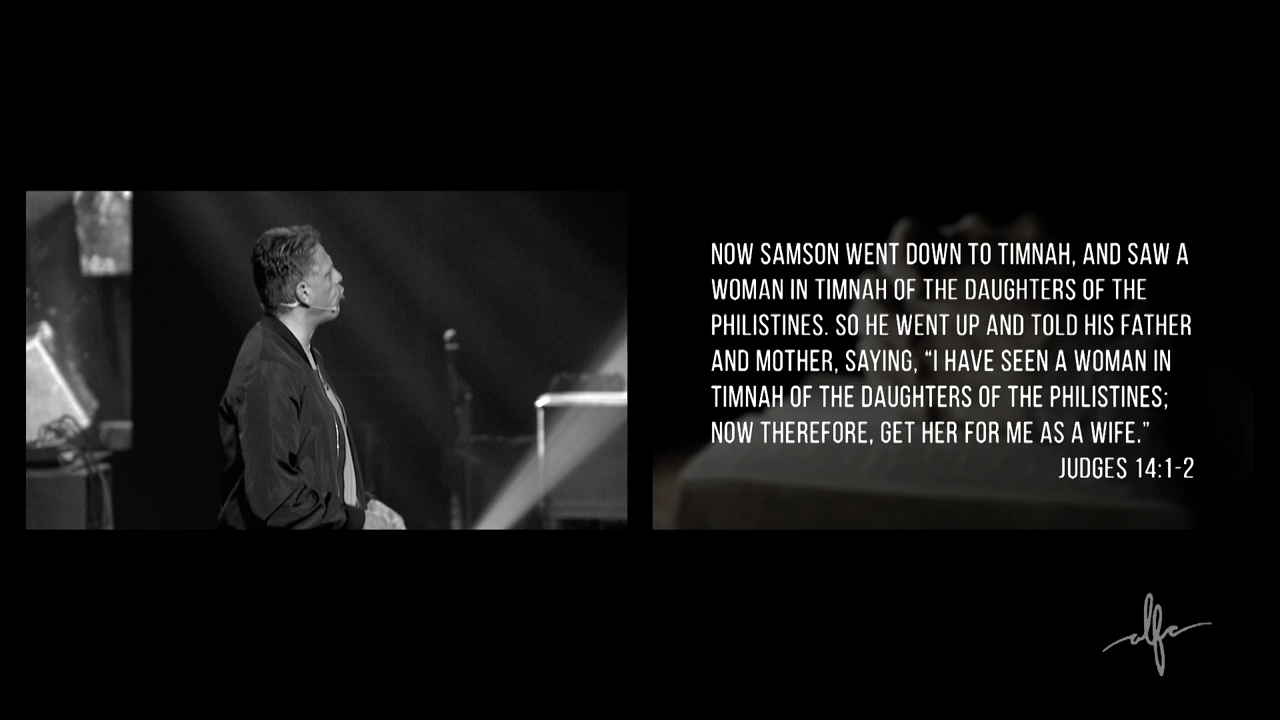 NOW SAMSON WENT DOWN TO TIMNAH, AND SAW A
WOMAN IN TIMNAH OF THE DAUGHTERS OF THE
PHILISTINES. SO HE WENT UP AND TOLD HIS FATHER
AND MOTHER, SAYING, “I HAVE SEEN A WOMAN IN
TIMNAH OF THE DAUGHTERS OF THE PHILISTINES;
NOW THEREFORE, GET HER FOR ME AS A WIFE.”
JUDGES 14:1-2